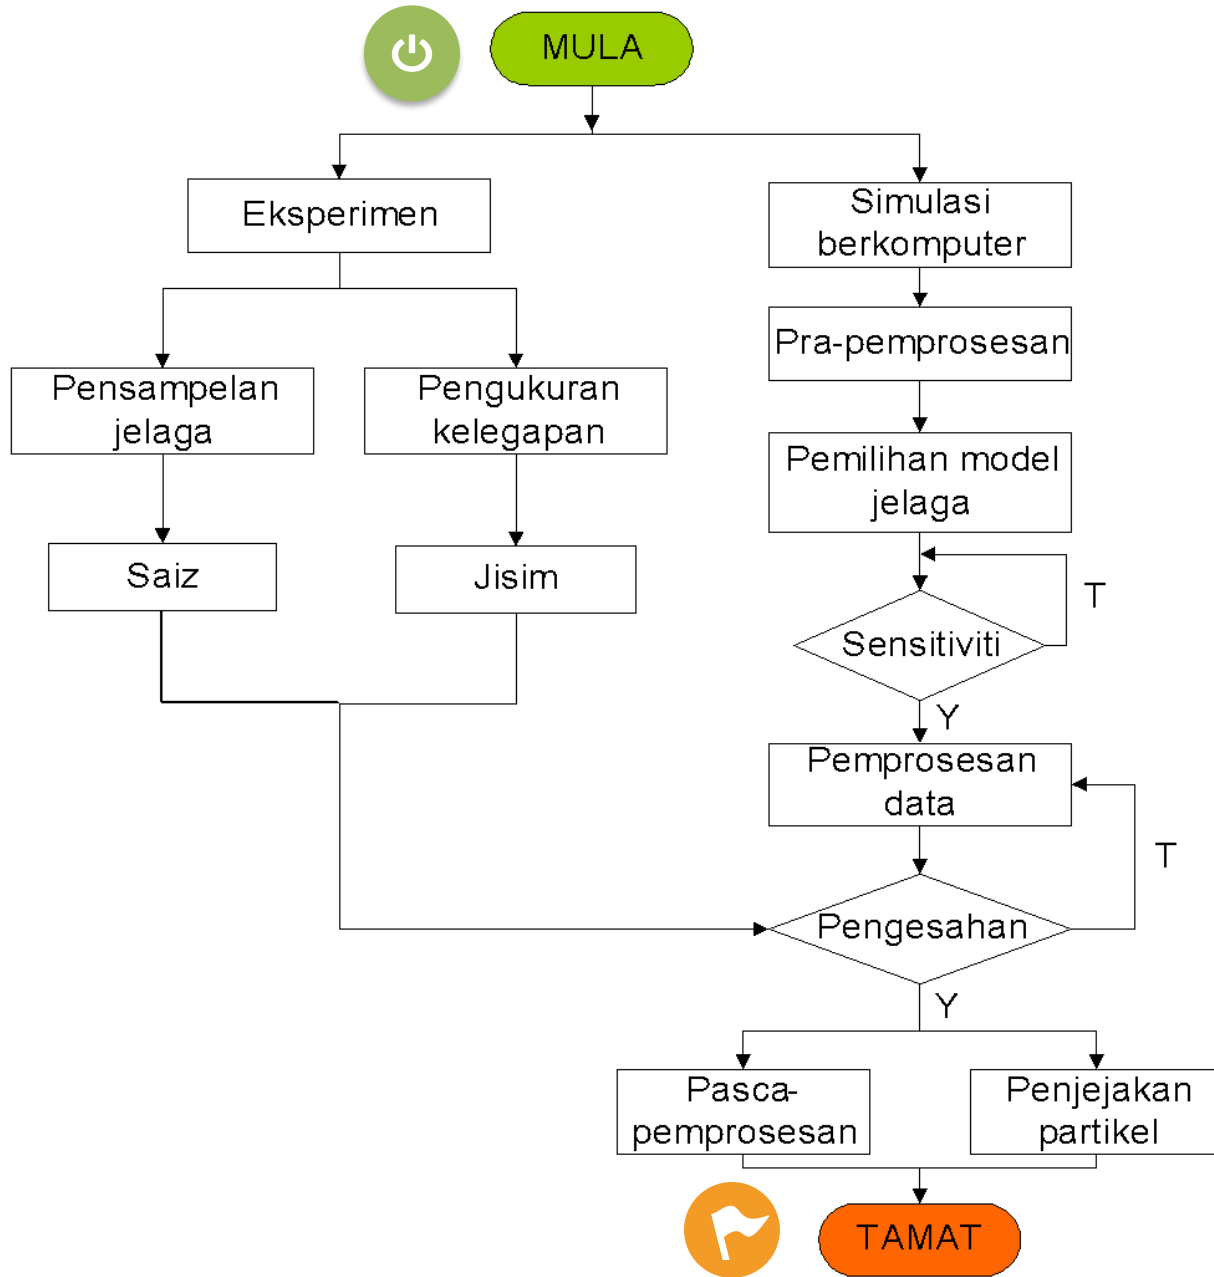 MULA
Eksperimen
Simulasi
berkomputer
Pra-pemprosesan
Pensampelan
jelaga
Pengukuran
kelegapan
Pemilihan model
jelaga
Saiz
Jisim
T
Sensitiviti
Y
Pemprosesan
data
T
Pengesahan
Y
Pasca-
pemprosesan
Penjejakan
partikel
TAMAT